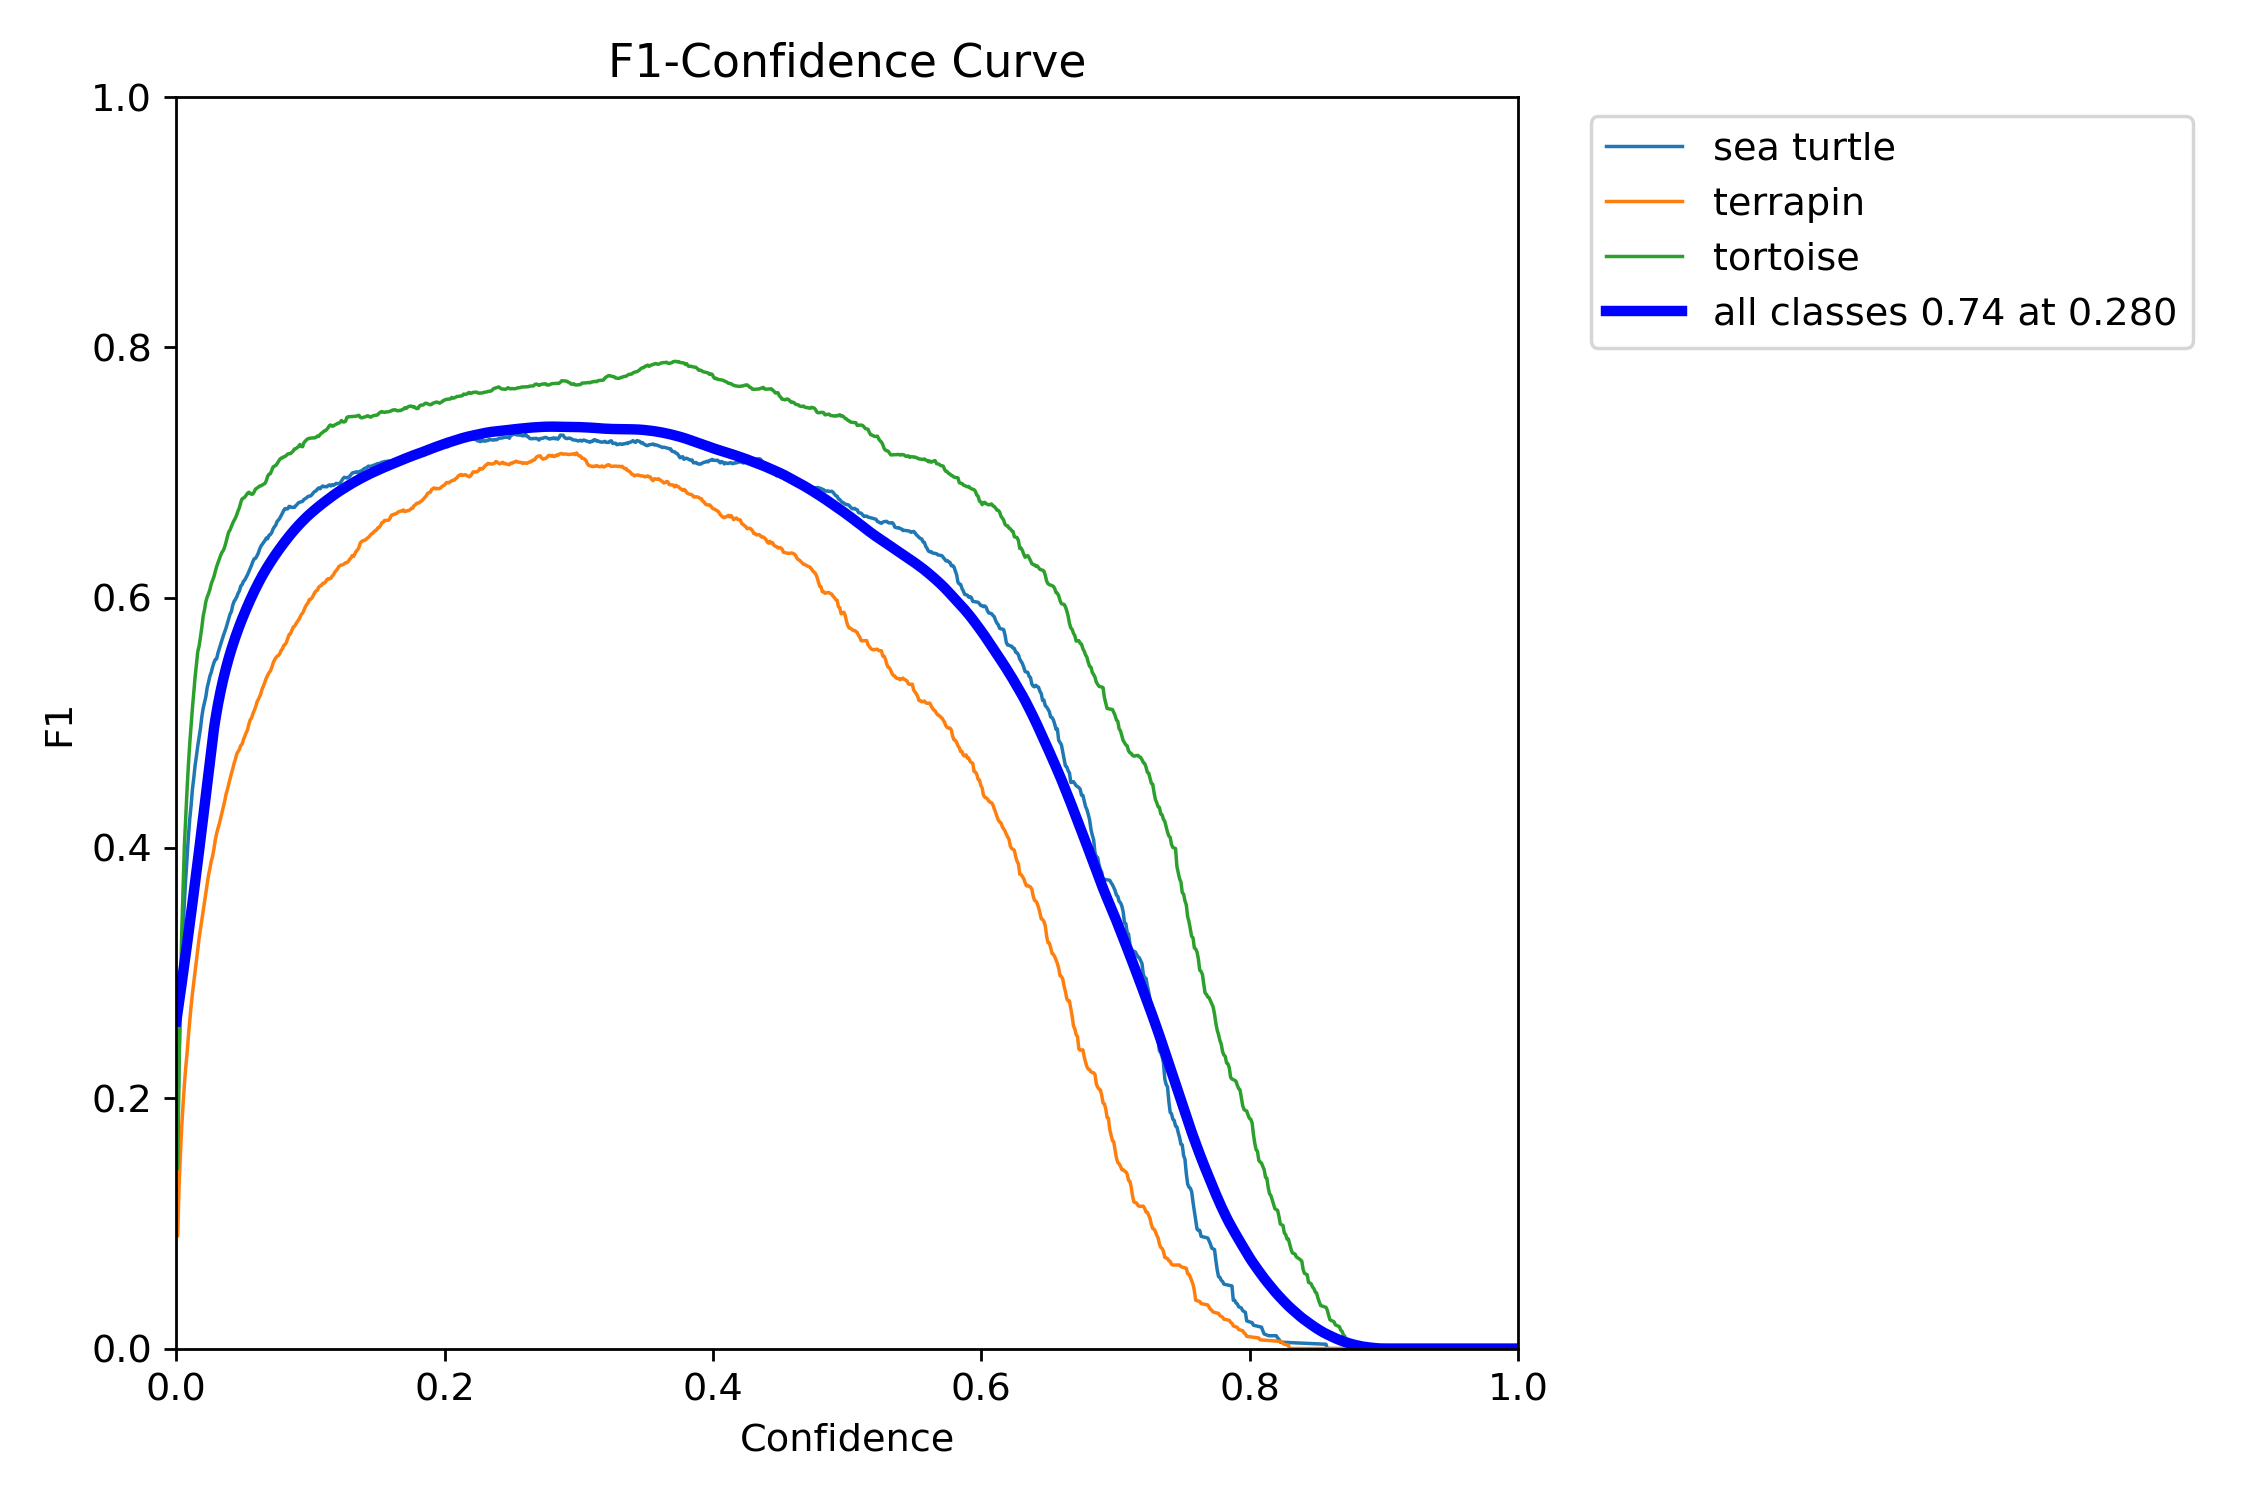 F1-Confidence Curve
1.0
0.8
0.6
0.4
0.2
0.0
F1
0.0 0.2 0.4 0.6 0.8 1.0
Confidence
sea turtle
terrapin
tortoise
all classes 0.74 at 0.280